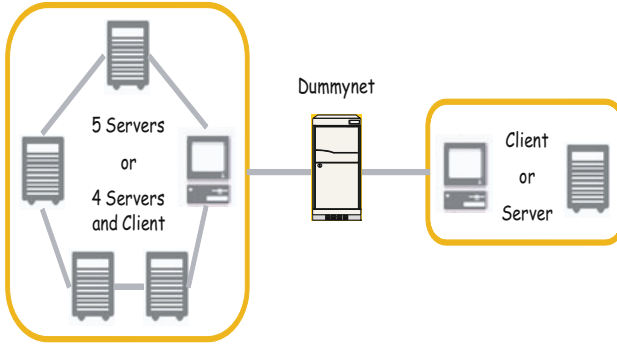 5 Servers
or
4 Servers
and Client
Dummynet
Client
or
Server